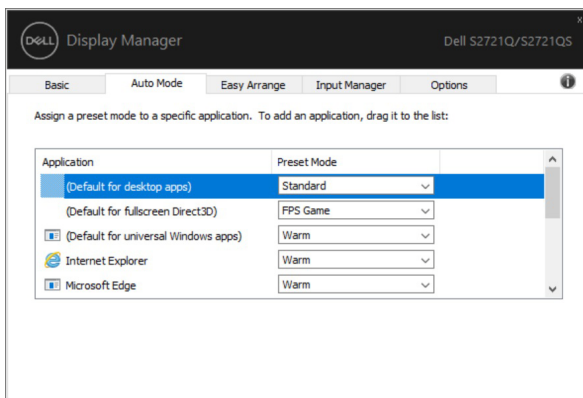 DELL Display Manager
Dell S2721Q/S2721QS
x
Basic
Auto Mode
Easy Arrange
Input Manager
Options
Assign a preset mode to a specific application. To add an application, drag it to the list:
Application Preset Mode
(Default for desktop apps) Standard
(Default for fullscreen Direct3D) FPS Game
(Default for universal Windows apps) Warm
Internet Explorer Warm
Microsoft Edge Warm